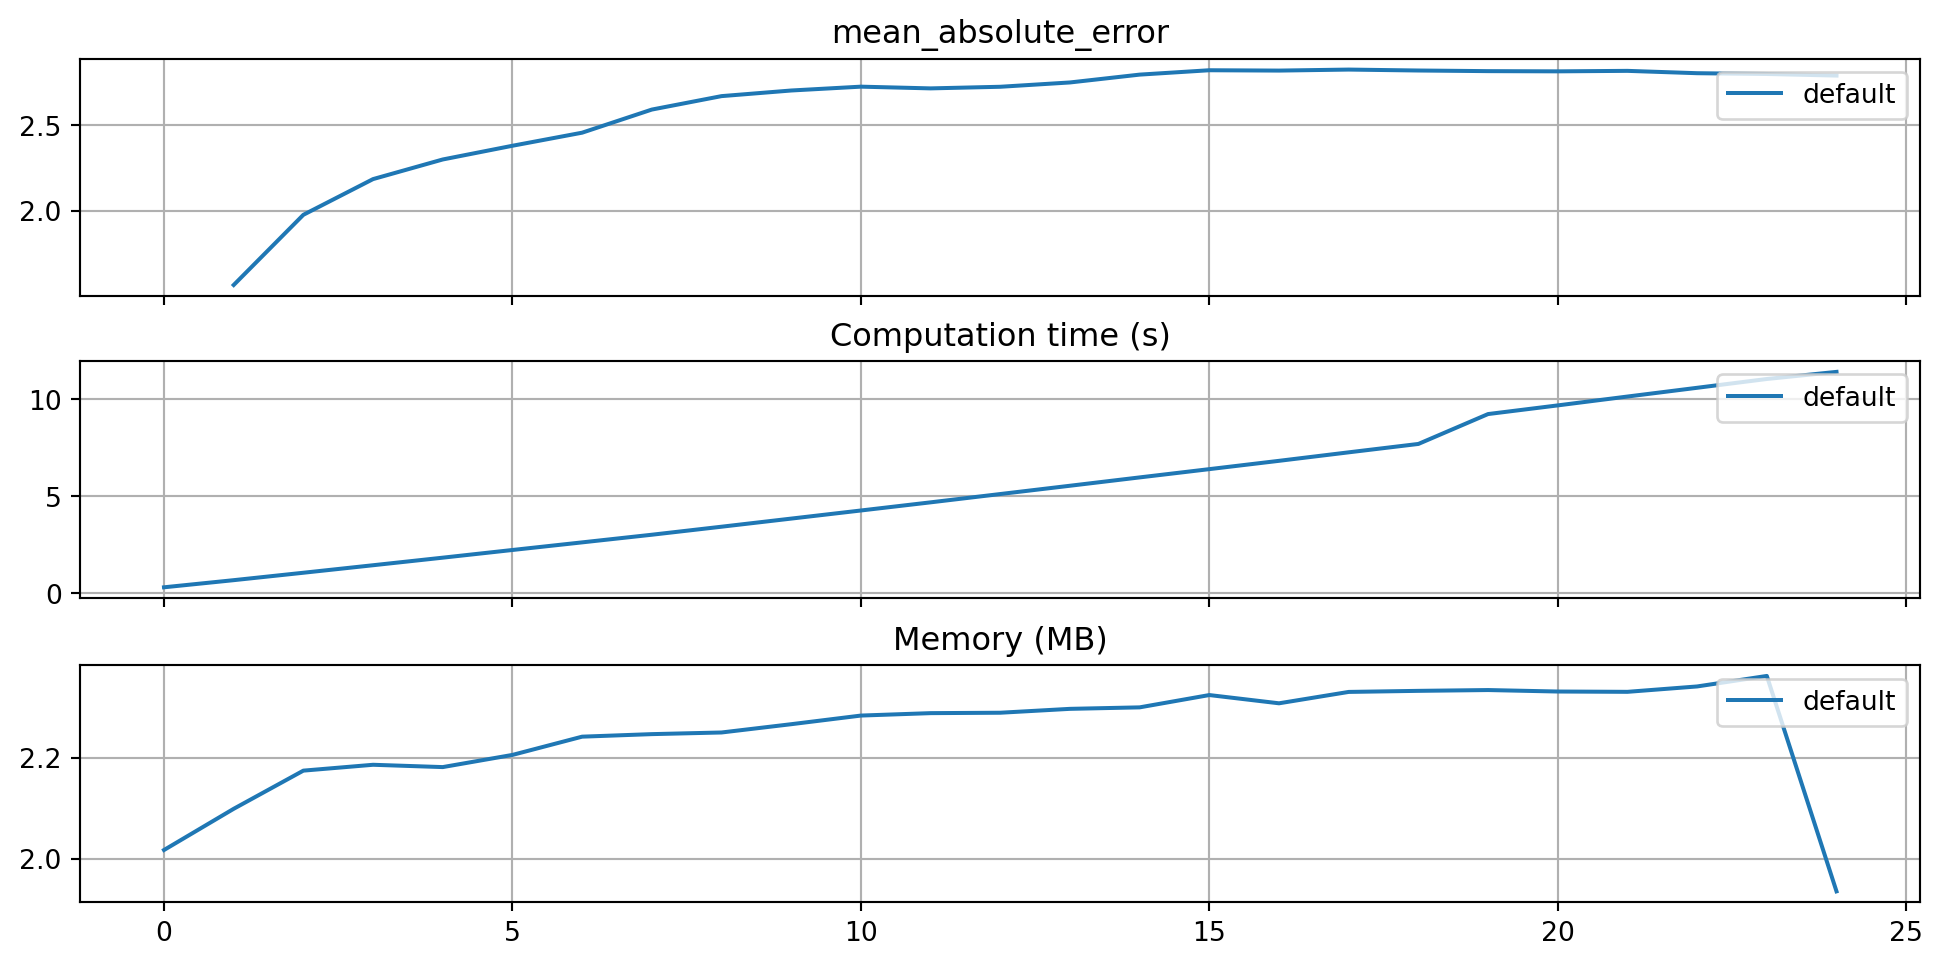 mean_absolute_error
2.5
2.0
default
Computation time (s)
10
5
0
default
Memory (MB)
2.2
2.0
default
0 5 10 15 20 25